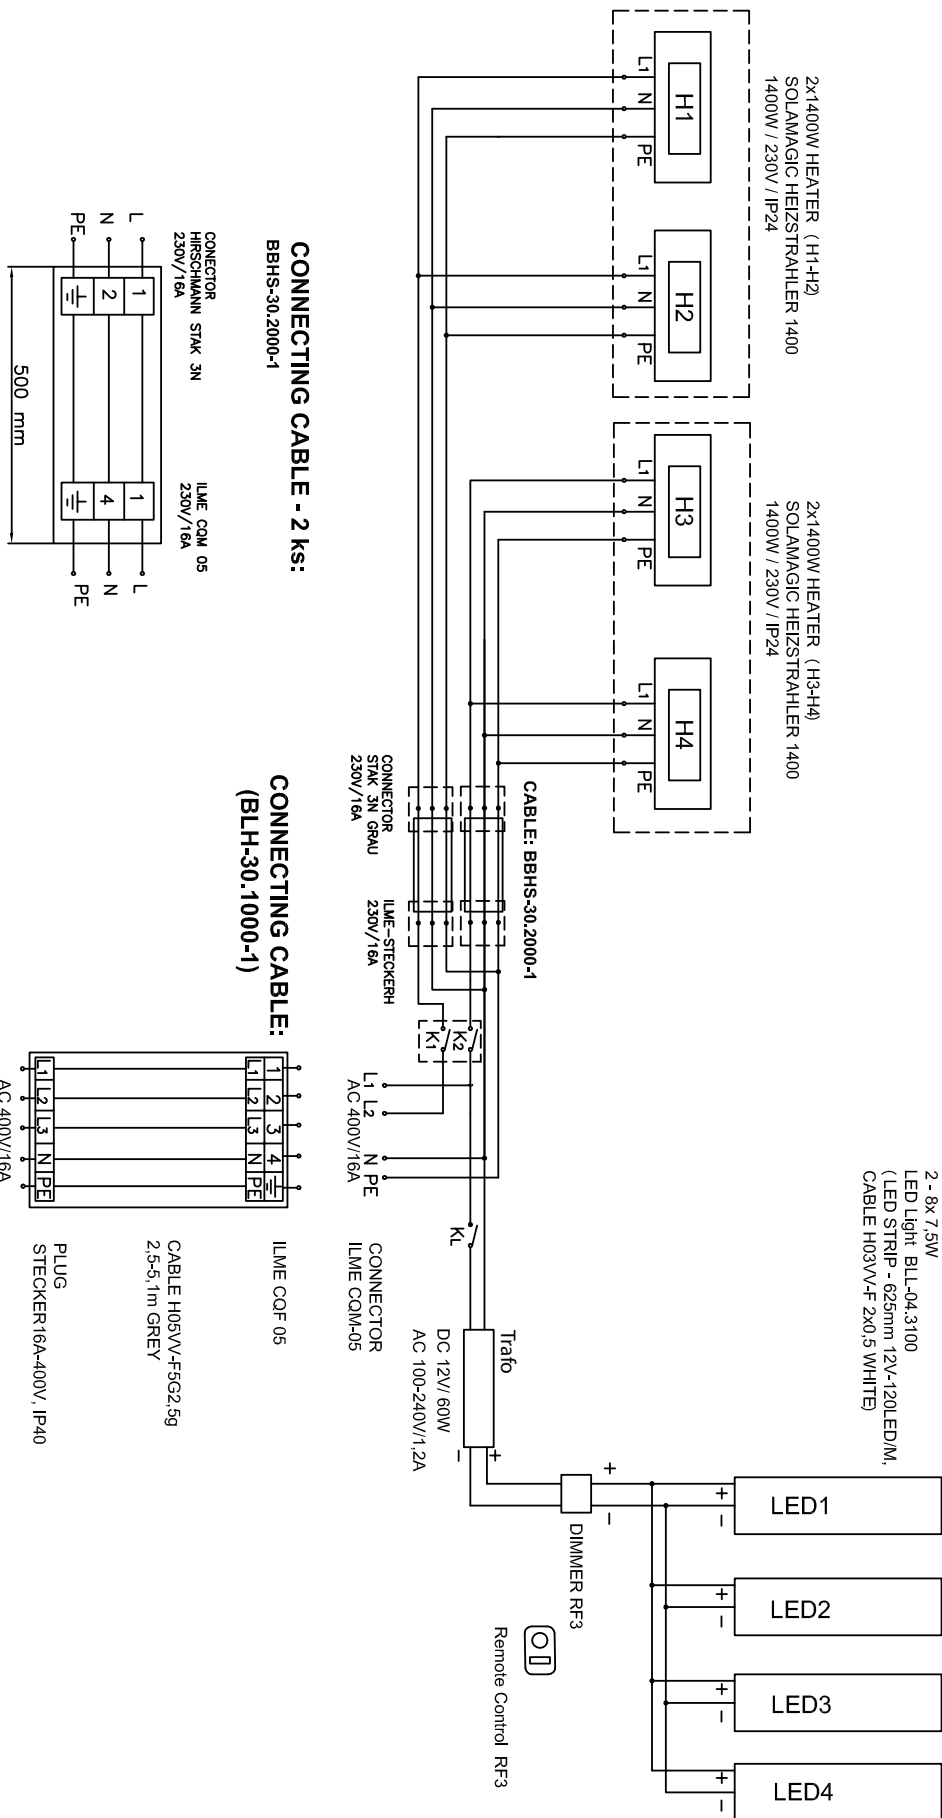 2x1400W HEATER ( H1-H2)
SOLAMAGIC HEIZSTRAHLER 1400
1400W / 230V / IP24
H1
L1 N PE
H2
L1 N PE
2x1400W HEATER ( H3-H4)
SOLAMAGIC HEIZSTRAHLER 1400
1400W / 230V / IP24
H3
L1 N PE
H4
L1 N PE
2 - 8x 7,5W
LED Light BLL-04.3100
( LED STRIP - 625mm 12V-120LED/M,
CABLE H03VV-F 2x0,5 WHITE)
LED1
+ −
LED2
+ −
LED3
+ −
LED4
+ −
+ −
DIMMER RF3
Remote Control RF3
Trafo
+
−
DC 12V/ 60W
AC 100-240V/1,2A
KL
CABLE: BBHS-30.2000-1
CONNECTOR
STAK 3N GRAU
230V/16A
ILME-STECKERH
230V/16A
K2
K1
L1 L2 N PE
AC 400V/16A
CONNECTOR
ILME CQM-05
CONNECTING CABLE - 2 ks:
BBHS-30.2000-1
CONECTOR
HIRSCHMANN STAK 3N
230V/16A
ILME CQM 05
230V/16A
L 1 1 L
N 2 4 N
PE PE
500 mm
CONNECTING CABLE:
(BLH-30.1000-1)
1 2 3 4
L1 L2 L3 N PE
L1 L2 L3 N PE
AC 400V/16A
ILME CQF 05
CABLE H05VV-F5G2,5g
2,5-5,1m GREY
PLUG
STECKER16A-400V, IP40